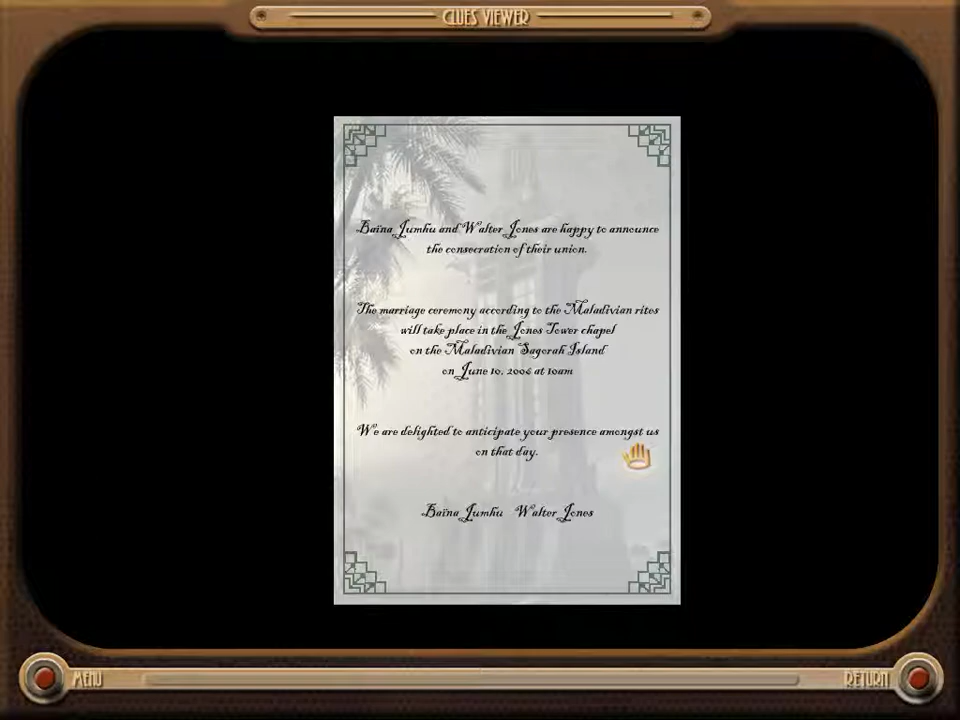 CLUES VIEWER
Baïna Jumhu and Walter Jones are happy to announce
the consecration of their union.
The marriage ceremony according to the Maladivian rites
will take place in the Jones Tower chapel
on the Maladivian Sagorah Island
on June 10, 2006 at 10am
We are delighted to anticipate your presence amongst us
on that day.
Baïna Jumhu Walter Jones
MENU
RETURN